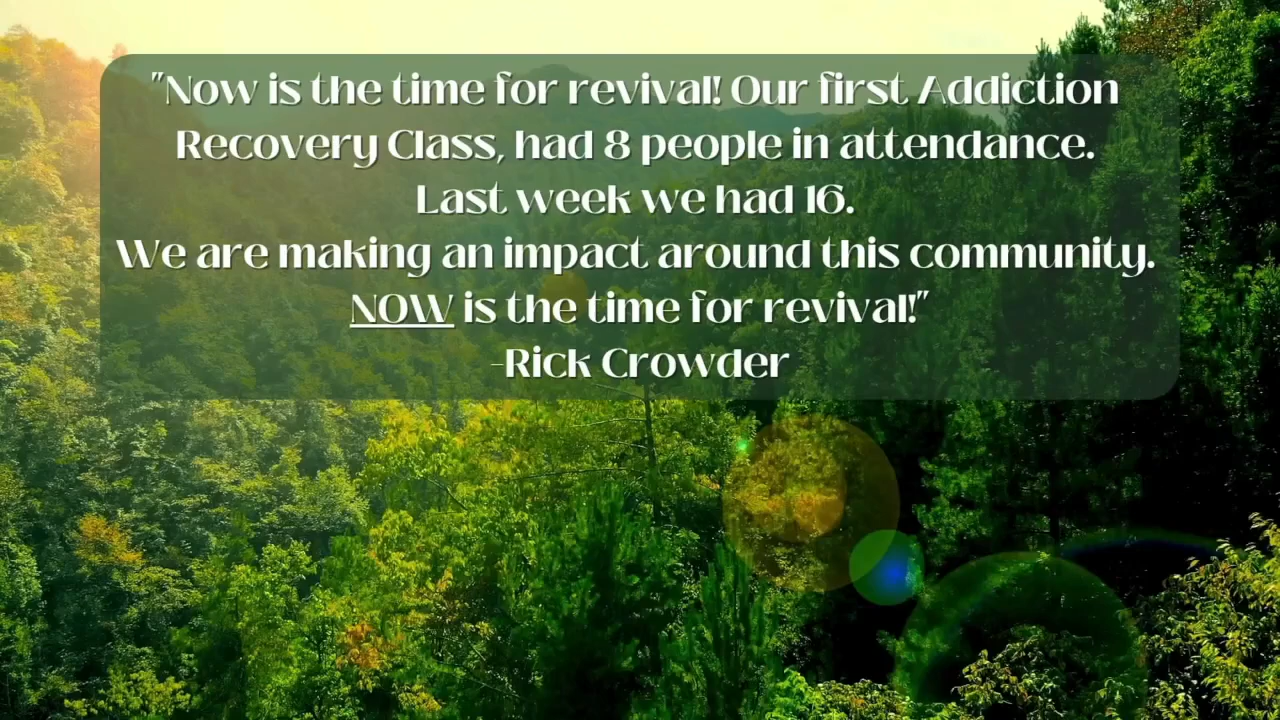 "Now is the time for revival! Our first Addiction
Recovery Class, had 8 people in attendance.
Last week we had 16.
We are making an impact around this community.
NOW is the time for revival!"
-Rick Crowder